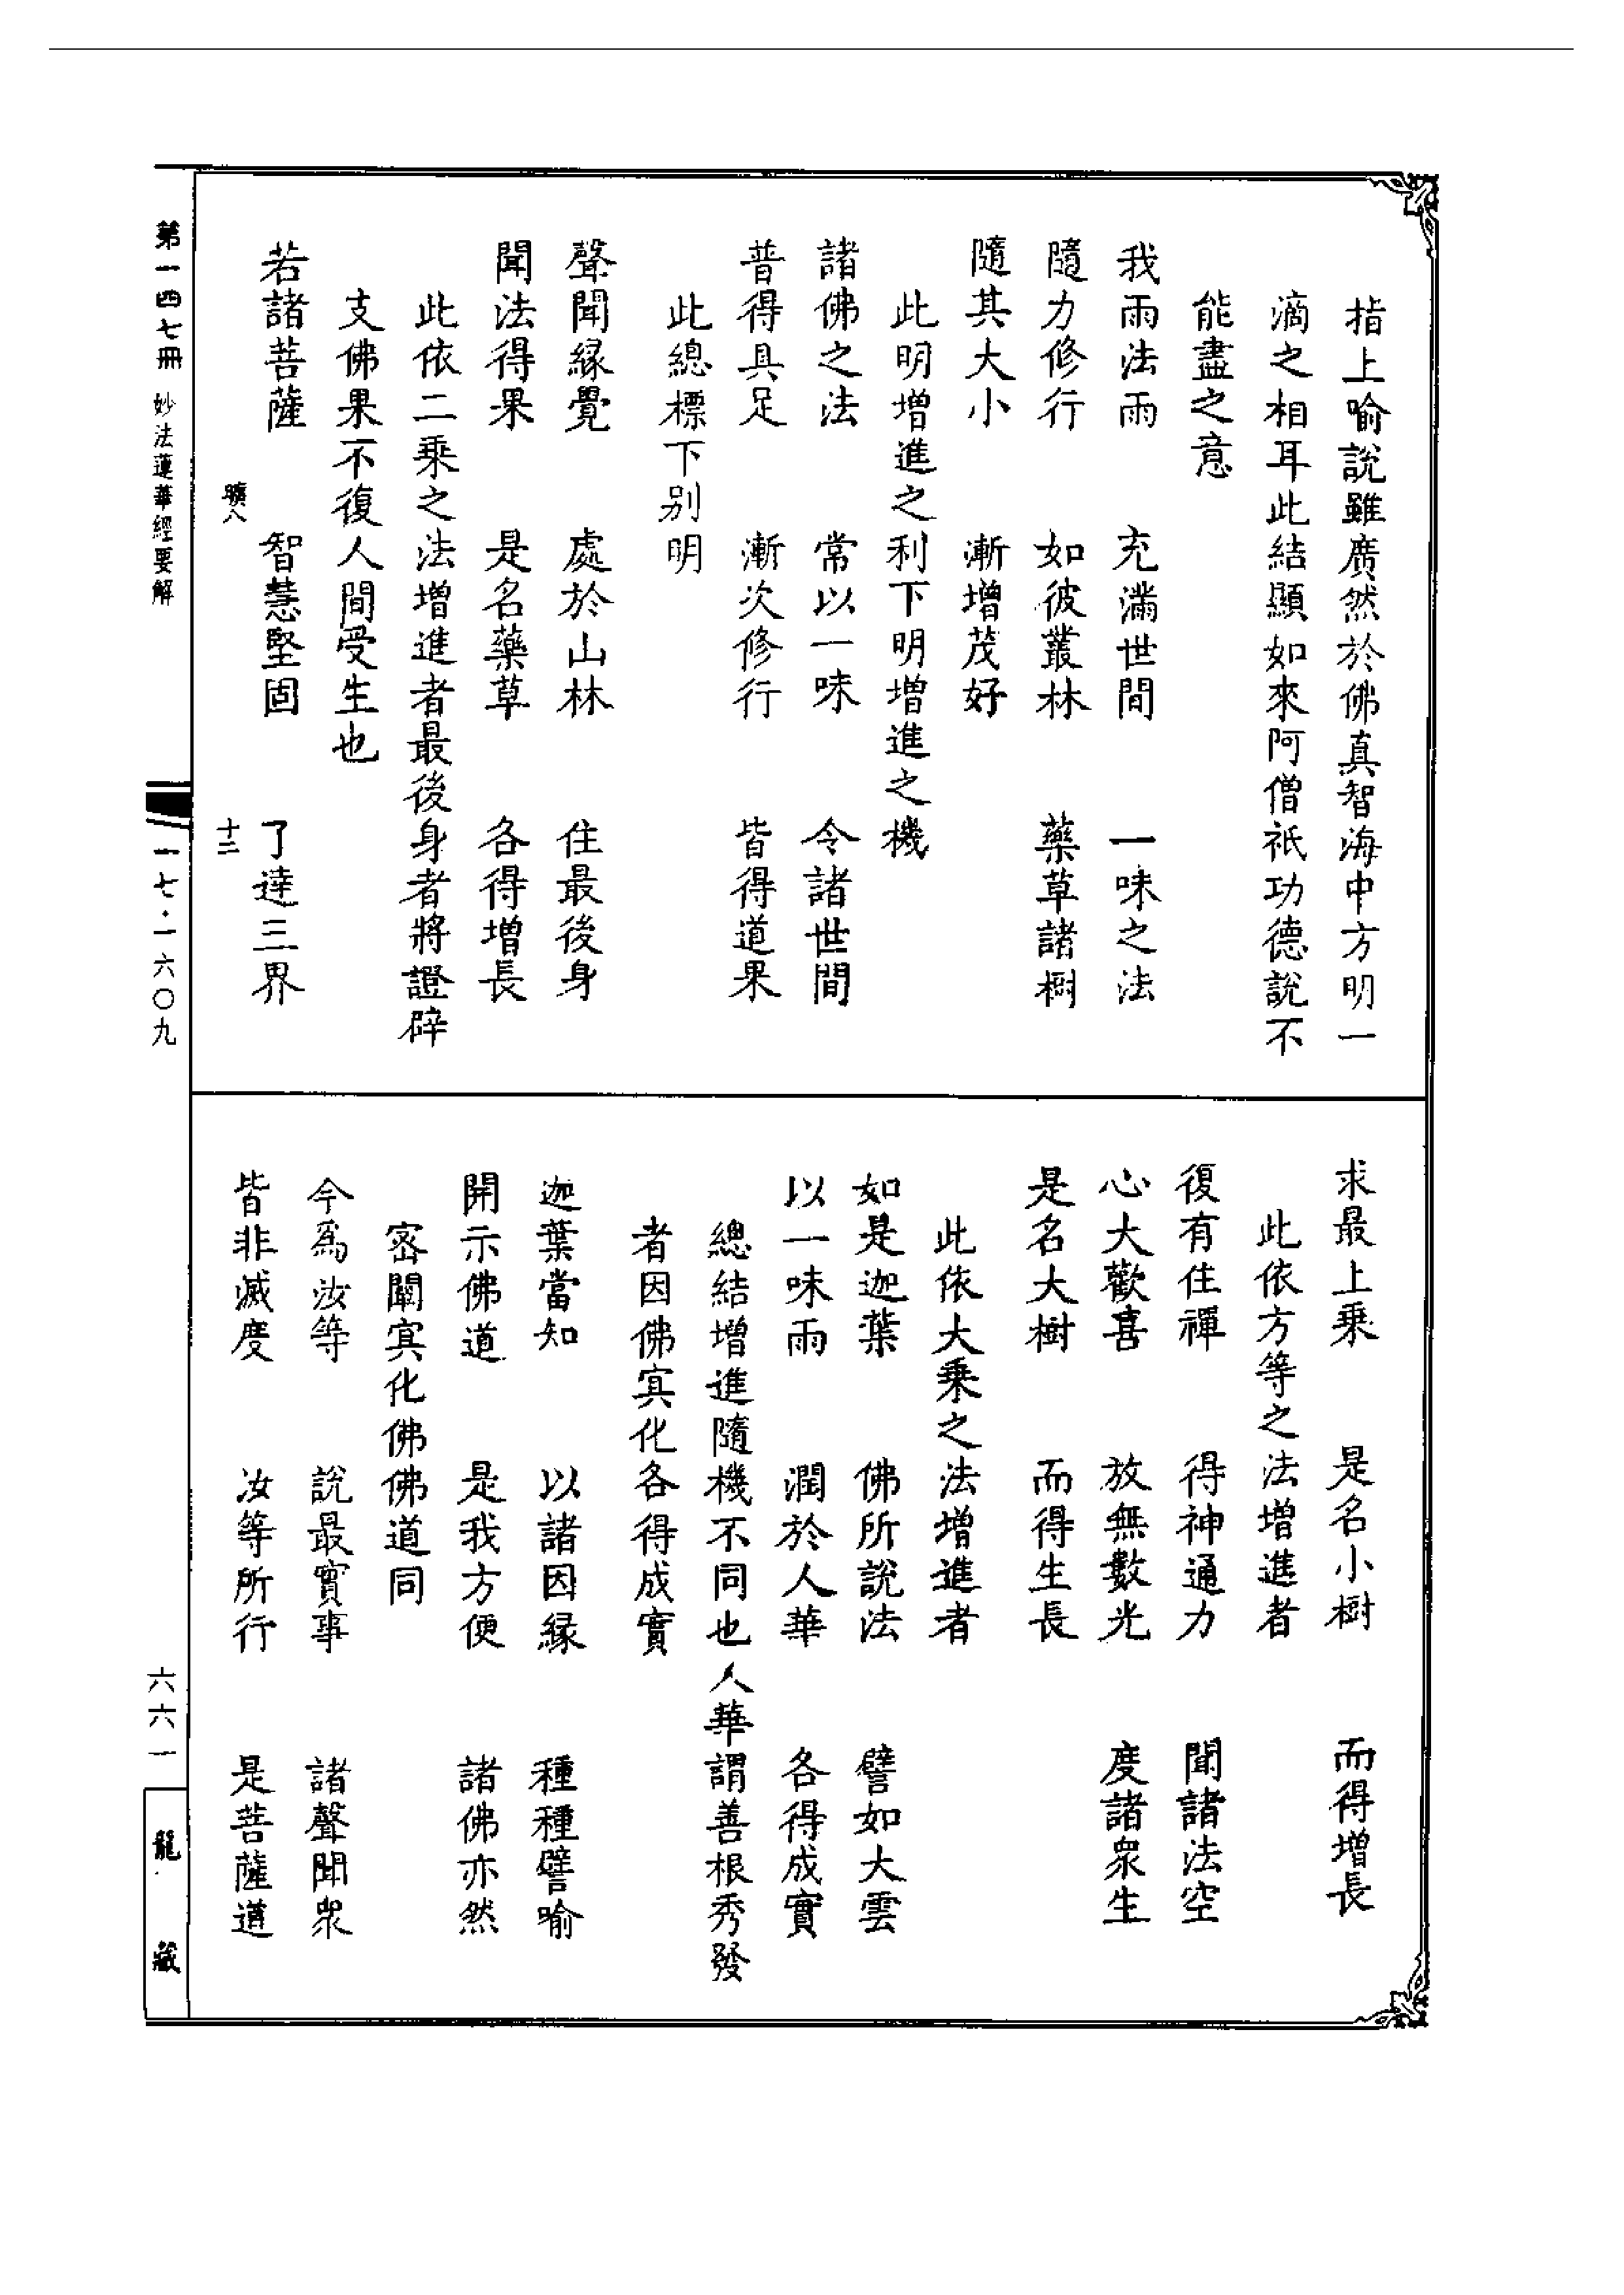 指上喻說雖廣然於佛真智海中方明一
滴之相耳此結顯如來阿僧祇功德說不
能盡之意
我雨法雨　充滿世間　一味之法
隨力修行　如彼叢林　藥草諸樹
隨其大小　漸增茂好
此明增進之利下明增進之機
諸佛之法　常以一味　令諸世間
普得具足　漸次修行　皆得道果
此總標下别明
聲聞緣覺　處於山林　住最後身
聞法得果　是名藥草　各得增長
此依二乘之法增進者最後身者將證辟
支佛果不復人間受生也
若諸菩薩　智慧堅固　了達三界
八　十三
求最上乘　是名小樹　而得增長
此依方等之法增進者
復有住禪　得神通力　聞諸法空
心大歡喜　放無數光　度諸衆生
是名大樹　而得生長
此依大乘之法增進者
如是迦葉　佛所說法　譬如大雲
以一味雨　潤於人華　各得成實
總結增進隨機不同也人華謂善根秀發
者因佛寘化各得成實
迦葉當知　以諸因緣　種種譬喻
開示佛道　是我方便　諸佛亦然
密闡寘化佛佛道同
今爲汝等　說最實事　諸聲聞衆
皆非滅度　汝等所行　是菩薩道
第一四七冊　妙法蓮華經要解　一七·一六〇九　六六一　龍藏